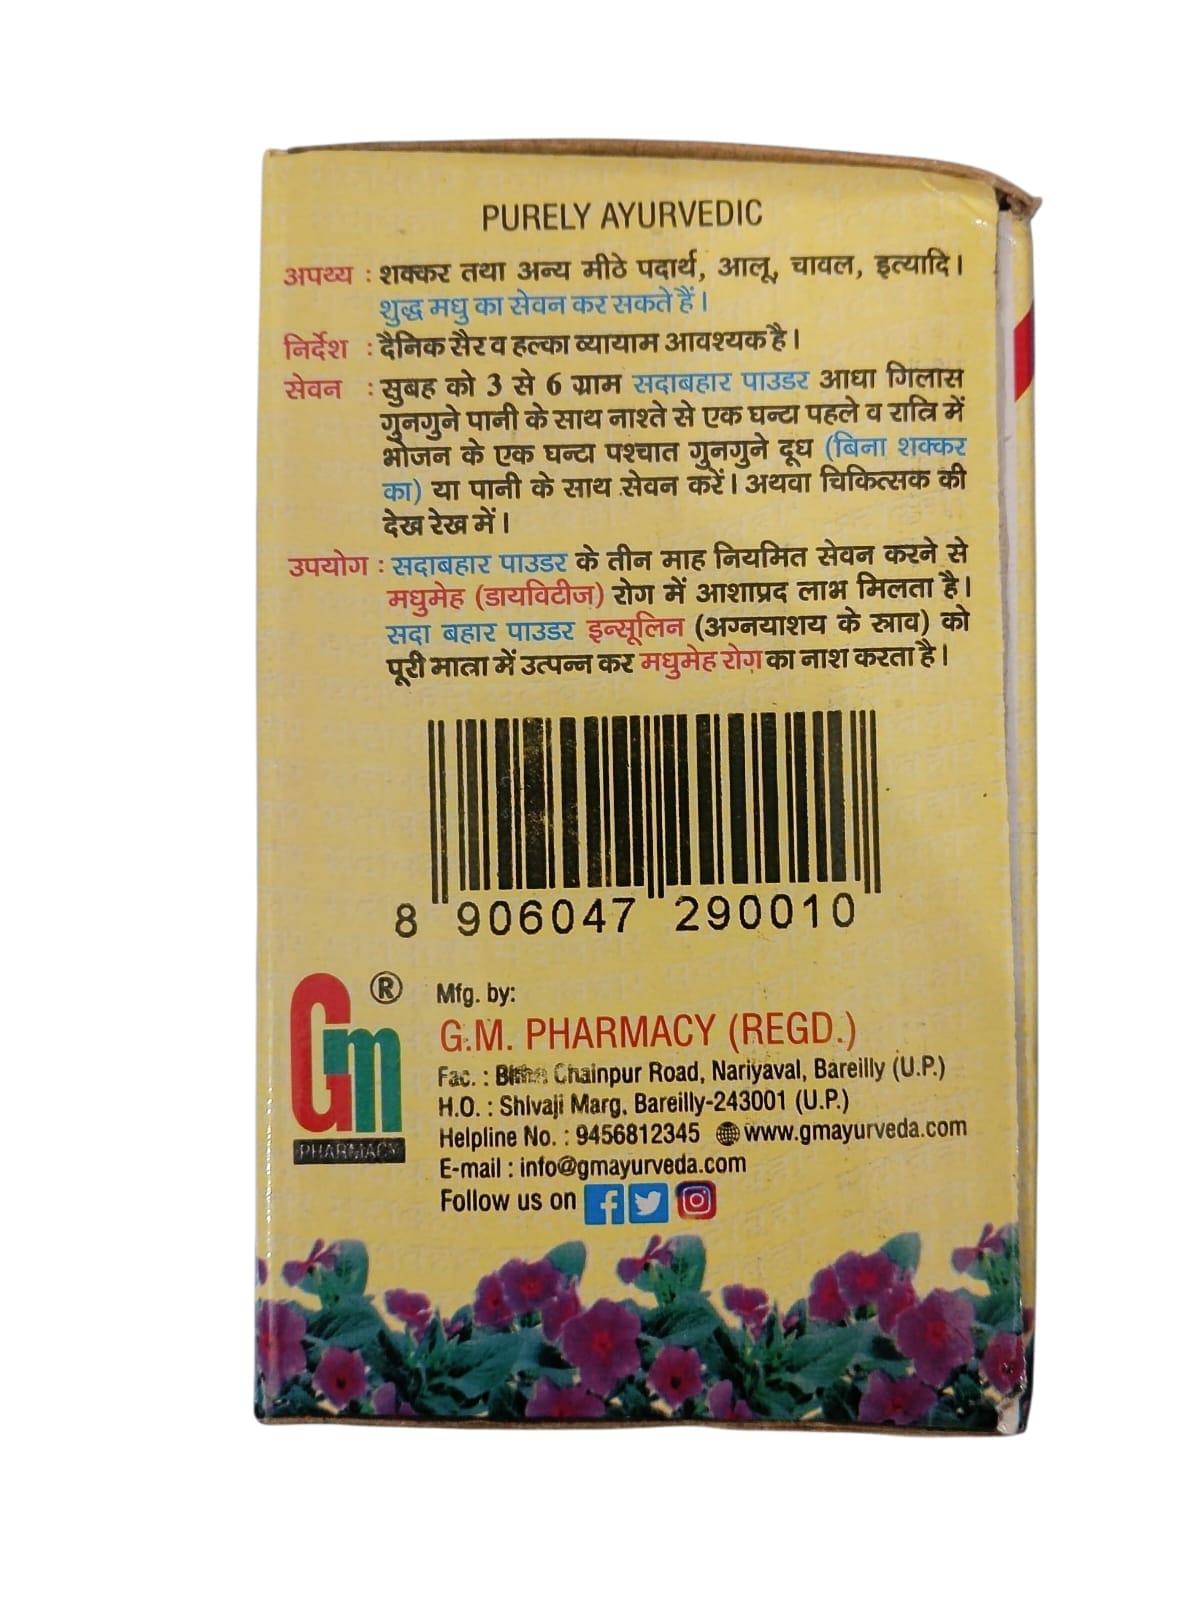 PURELY AYURVEDIC
अपथ्य : शक्कर तथा अन्य मीठे पदार्थ, आलू, चावल, इत्यादि।
शुद्ध मधु का सेवन कर सकते हैं।
निर्देश : दैनिक सैर व हल्का व्यायाम आवश्यक है।
सेवन : सुबह को 3 से 6 ग्राम सदाबहार पाउडर आधा गिलास
गुनगुने पानी के साथ नाश्ते से एक घन्टा पहले व रात्रि में
भोजन के एक घन्टा पश्चात गुनगुने दूध (बिना शक्कर
का) या पानी के साथ सेवन करें। अथवा चिकित्सक की
देख रेख में।
उपयोग : सदाबहार पाउडर के तीन माह नियमित सेवन करने से
मधुमेह (डायविटीज) रोग में आशाप्रद लाभ मिलता है।
सदा बहार पाउडर इन्सूलिन (अग्नयाशय के स्त्राव) को
पूरी मात्रा में उत्पन्न कर मधुमेह रोग का नाश करता है।
8 906047 290010
Gm ®
PHARMACY
Mfg. by:
G.M. PHARMACY (REGD.)
Fac. : Chainpur Road, Nariyaval, Bareilly (U.P.)
H.O. : Shivaji Marg, Bareilly-243001 (U.P.)
Helpline No. : 9456812345 www.gmayurveda.com
E-mail : info@gmayurveda.com
Follow us on